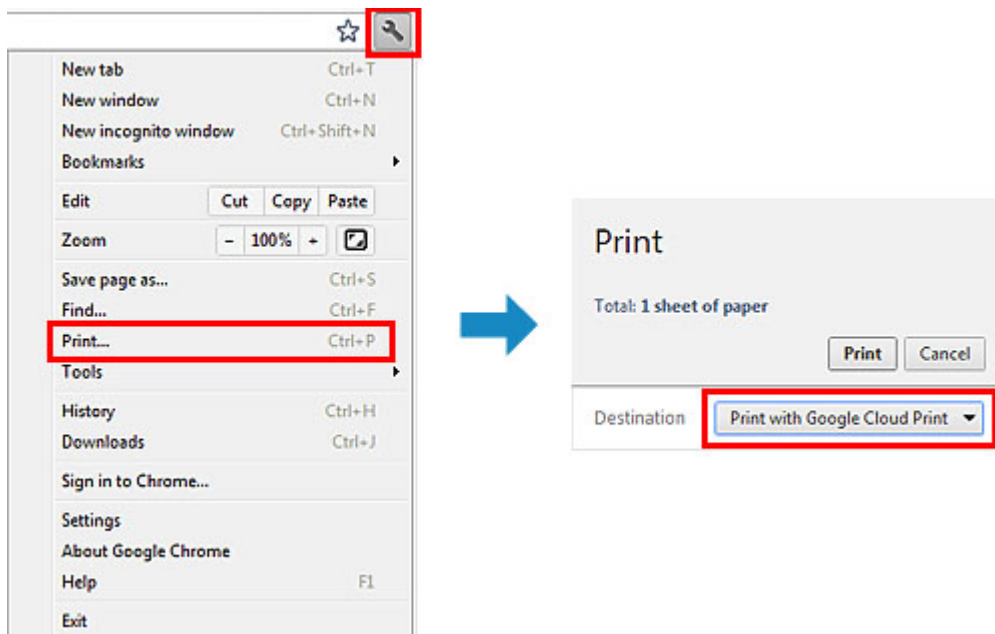 New tab Ctrl+T
New window Ctrl+N
New incognito window Ctrl+Shift+N
Bookmarks
Edit Cut Copy Paste
Zoom - 100% +
Save page as... Ctrl+S
Find... Ctrl+F
Print... Ctrl+P
Tools
History Ctrl+H
Downloads Ctrl+J
Sign in to Chrome...
Settings
About Google Chrome
Help F1
Exit
Print
Total: 1 sheet of paper
Print Cancel
Destination Print with Google Cloud Print